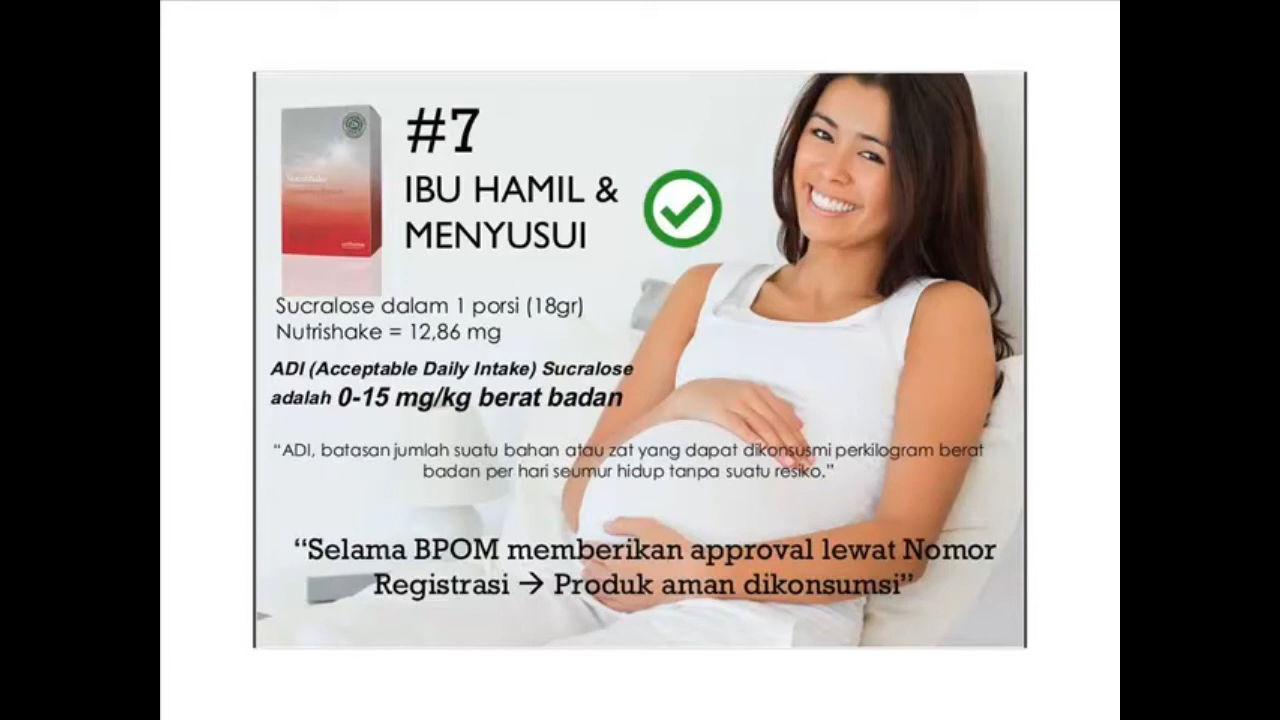 #7
IBU HAMIL &
MENYUSUI
Sucralose dalam 1 porsi (18gr)
Nutrishake = 12,86 mg
ADI (Acceptable Daily Intake) Sucralose
adalah 0-15 mg/kg berat badan
“ADI, batasan jumlah suatu bahan atau zat yang dapat dikonsusmi perkilogram berat
badan per hari seumur hidup tanpa suatu resiko.”
“Selama BPOM memberikan approval lewat Nomor
Registrasi → Produk aman dikonsumsi”